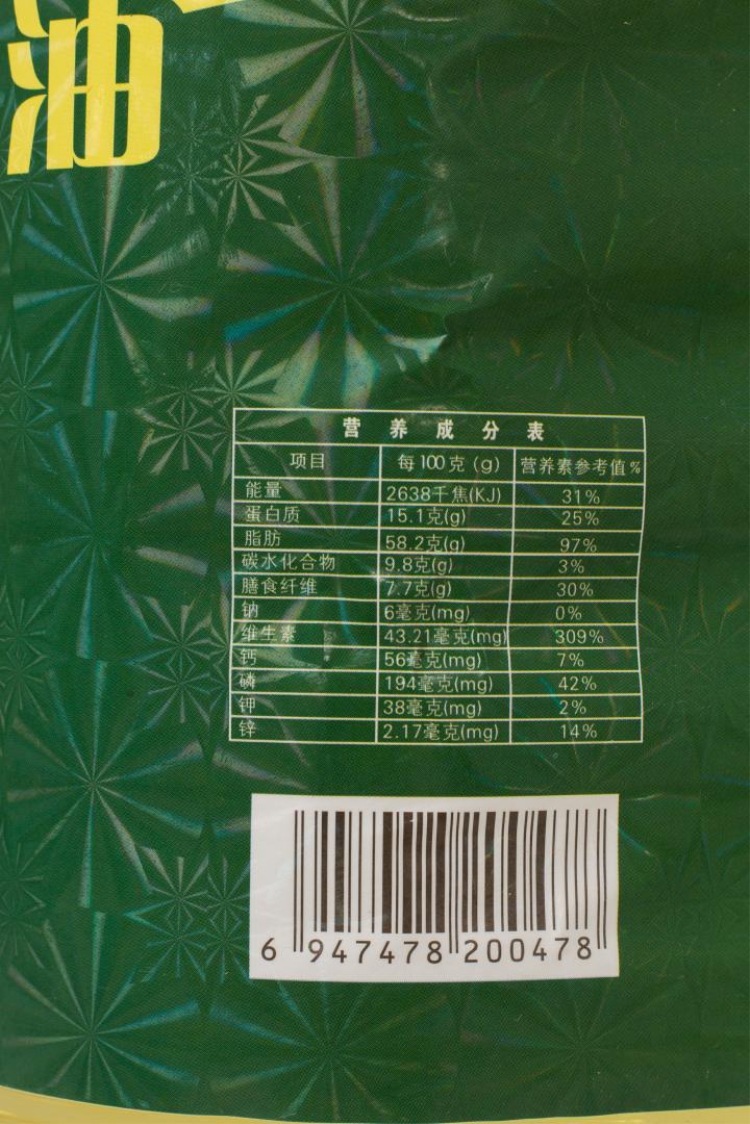 油
营养成分表
项目 每100克(g) 营养素参考值%
能量 2638千焦(KJ) 31%
蛋白质 15.1克(g) 25%
脂肪 58.2克(g) 97%
碳水化合物 9.8克(g) 3%
膳食纤维 7.7克(g) 30%
钠 6毫克(mg) 0%
维生素 43.21毫克(mg) 309%
钙 56毫克(mg) 7%
磷 194毫克(mg) 42%
钾 38毫克(mg) 2%
锌 2.17毫克(mg) 14%
6 947478 200478